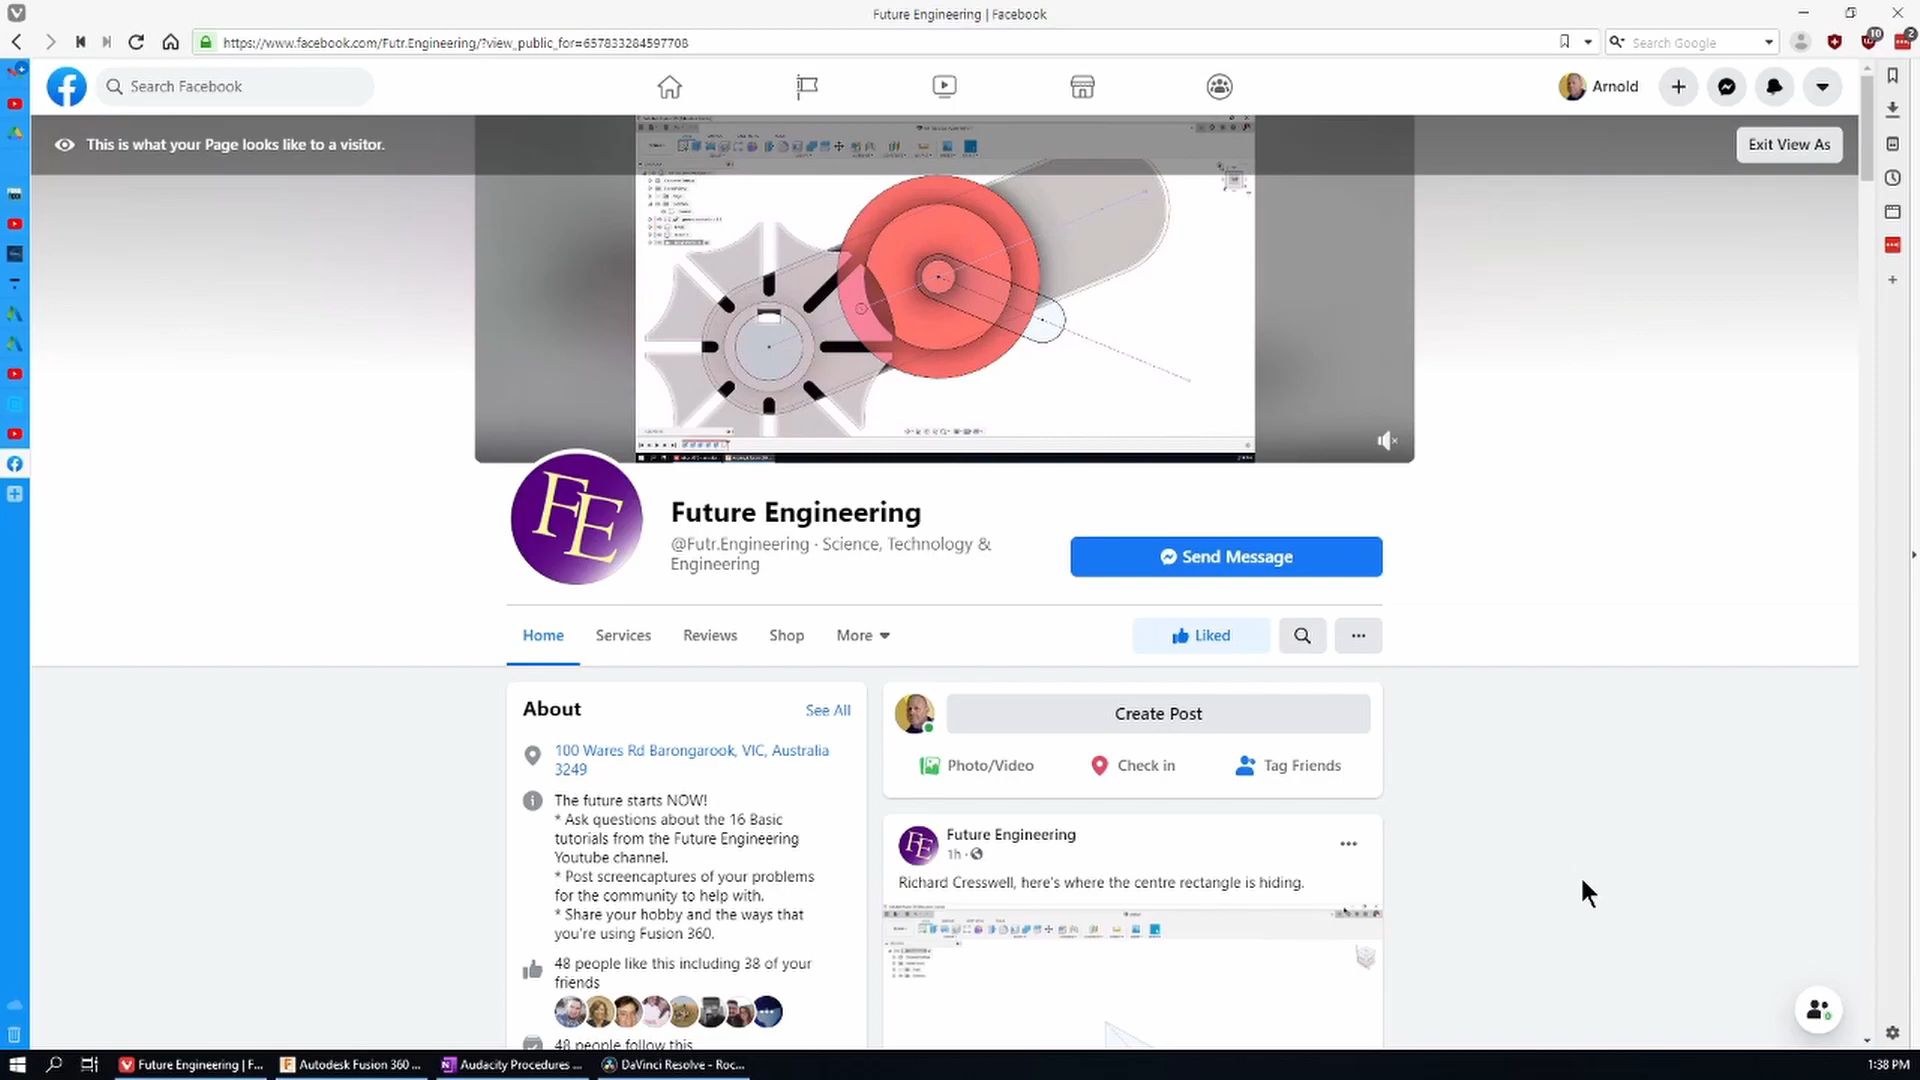 Future Engineering | Facebook
https://www.facebook.com/Futr.Engineering/?view_public_for=657833284597708
Search Google
10
2
Search Facebook
Arnold
This is what your Page looks like to a visitor.
Exit View As
FE
Future Engineering
@Futr.Engineering · Science, Technology &
Engineering
Send Message
Home
Services
Reviews
Shop
More
Liked
About
See All
100 Wares Rd Barongarook, VIC, Australia
3249
The future starts NOW!
* Ask questions about the 16 Basic
tutorials from the Future Engineering
Youtube channel.
* Post screencaptures of your problems
for the community to help with.
* Share your hobby and the ways that
you're using Fusion 360.
48 people like this including 38 of your
friends
48 people follow this
Create Post
Photo/Video
Check in
Tag Friends
FE
Future Engineering
1h ·
Richard Cresswell, here's where the centre rectangle is hiding.
Future Engineering | F...
Autodesk Fusion 360 ...
Audacity Procedures ...
DaVinci Resolve - Roc...
1:38 PM